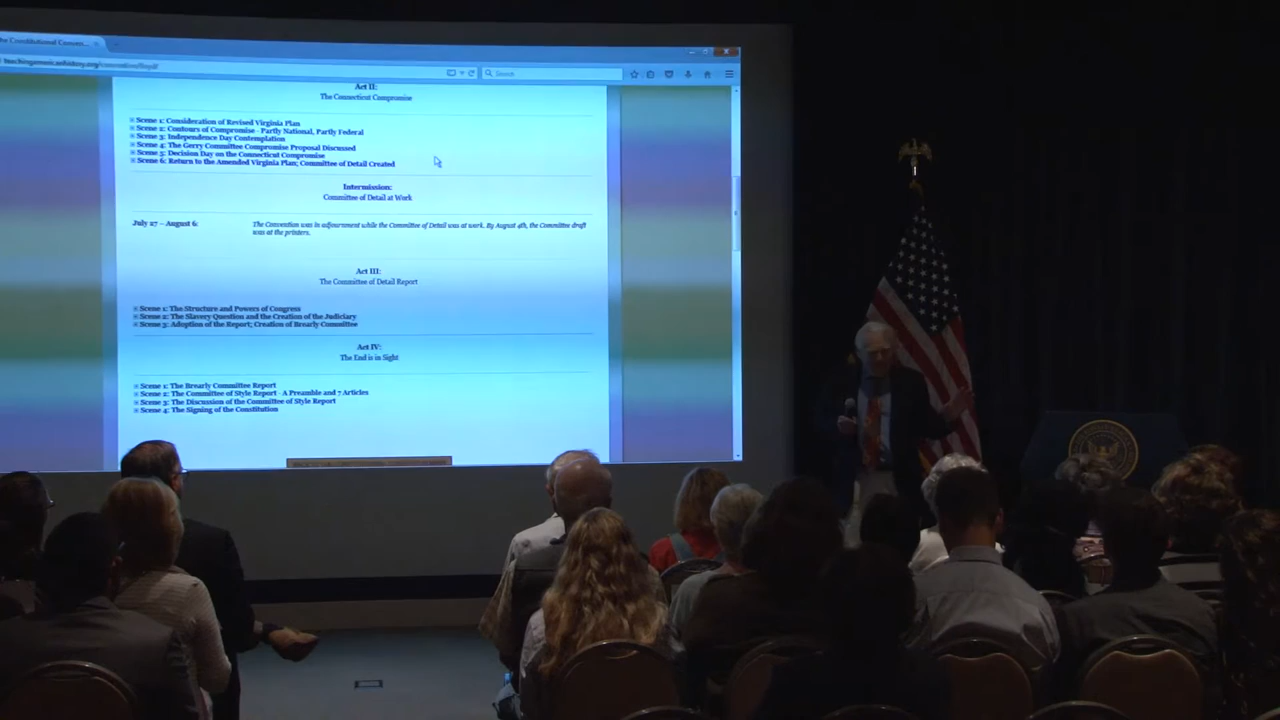 the Constitutional Conven...
teachingamericanhistory.org/convention/
Search
Act II:
The Connecticut Compromise
Scene 1: Consideration of Revised Virginia Plan
Scene 2: Contours of Compromise - Partly National, Partly Federal
Scene 3: Independence Day Contemplation
Scene 4: The Gerry Committee Compromise Proposal Discussed
Scene 5: Decision Day on the Connecticut Compromise
Scene 6: Return to the Amended Virginia Plan; Committee of Detail Created
Intermission:
Committee of Detail at Work
July 27 – August 6:
The Convention was in adjournment while the Committee of Detail was at work. By August 4th, the Committee draft
was at the printers.
Act III:
The Committee of Detail Report
Scene 1: The Structure and Powers of Congress
Scene 2: The Slavery Question and the Creation of the Judiciary
Scene 3: Adoption of the Report; Creation of Brearly Committee
Act IV:
The End is in Sight
Scene 1: The Brearly Committee Report
Scene 2: The Committee of Style Report - A Preamble and 7 Articles
Scene 3: The Discussion of the Committee of Style Report
Scene 4: The Signing of the Constitution